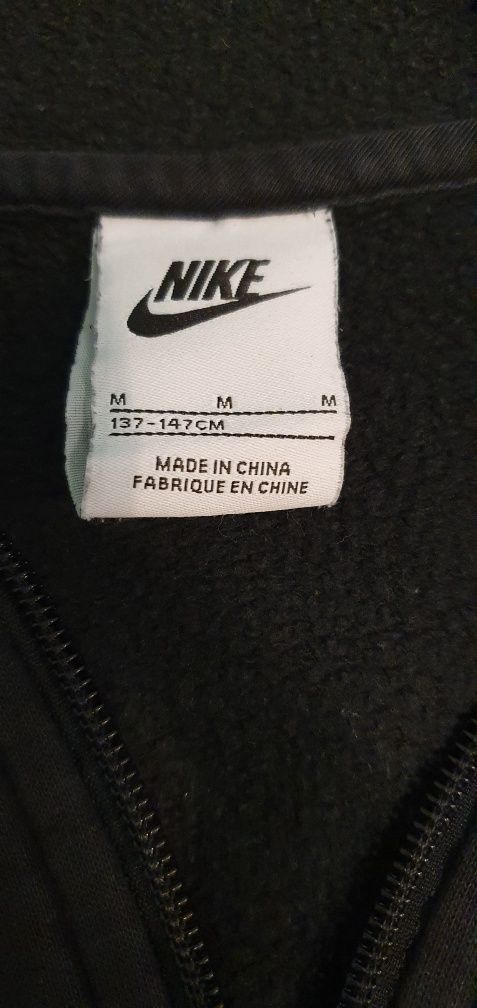 NIKE
M M M
137-147CM
MADE IN CHINA
FABRIQUE EN CHINE